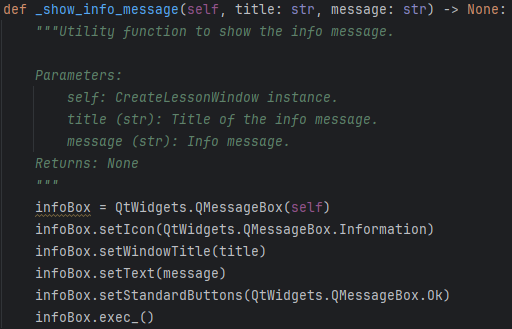 def _show_info_message(self, title: str, message: str) -> None:
    """Utility function to show the info message.

    Parameters:
        self: CreateLessonWindow instance.
        title (str): Title of the info message.
        message (str): Info message.
    Returns: None
    """
    infoBox = QtWidgets.QMessageBox(self)
    infoBox.setIcon(QtWidgets.QMessageBox.Information)
    infoBox.setWindowTitle(title)
    infoBox.setText(message)
    infoBox.setStandardButtons(QtWidgets.QMessageBox.Ok)
    infoBox.exec_()